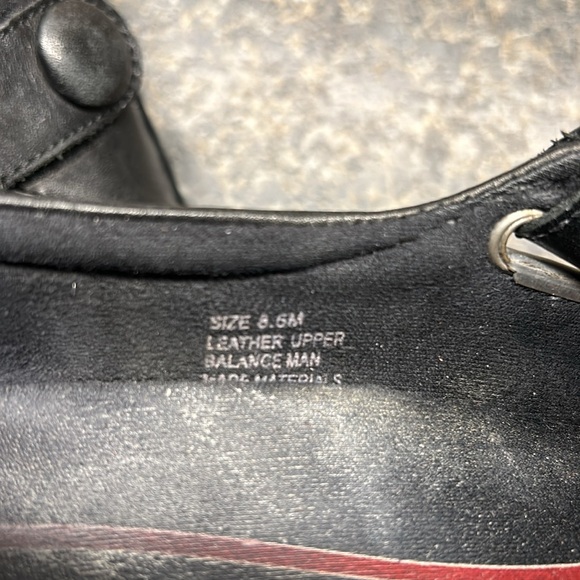 SIZE 8.5M
LEATHER UPPER
BALANCE MAN
MADE MATERIALS